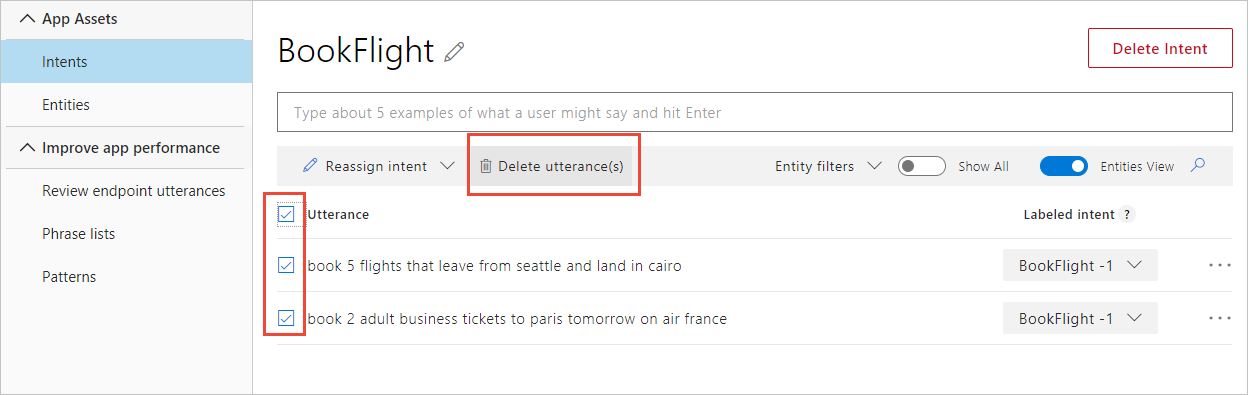 App Assets
Intents
Entities
Improve app performance
Review endpoint utterances
Phrase lists
Patterns
BookFlight
Delete Intent
Type about 5 examples of what a user might say and hit Enter
Reassign intent Delete utterance(s) Entity filters Show All Entities View
Utterance Labeled intent ?
book 5 flights that leave from seattle and land in cairo BookFlight -1 ...
book 2 adult business tickets to paris tomorrow on air france BookFlight -1 ...